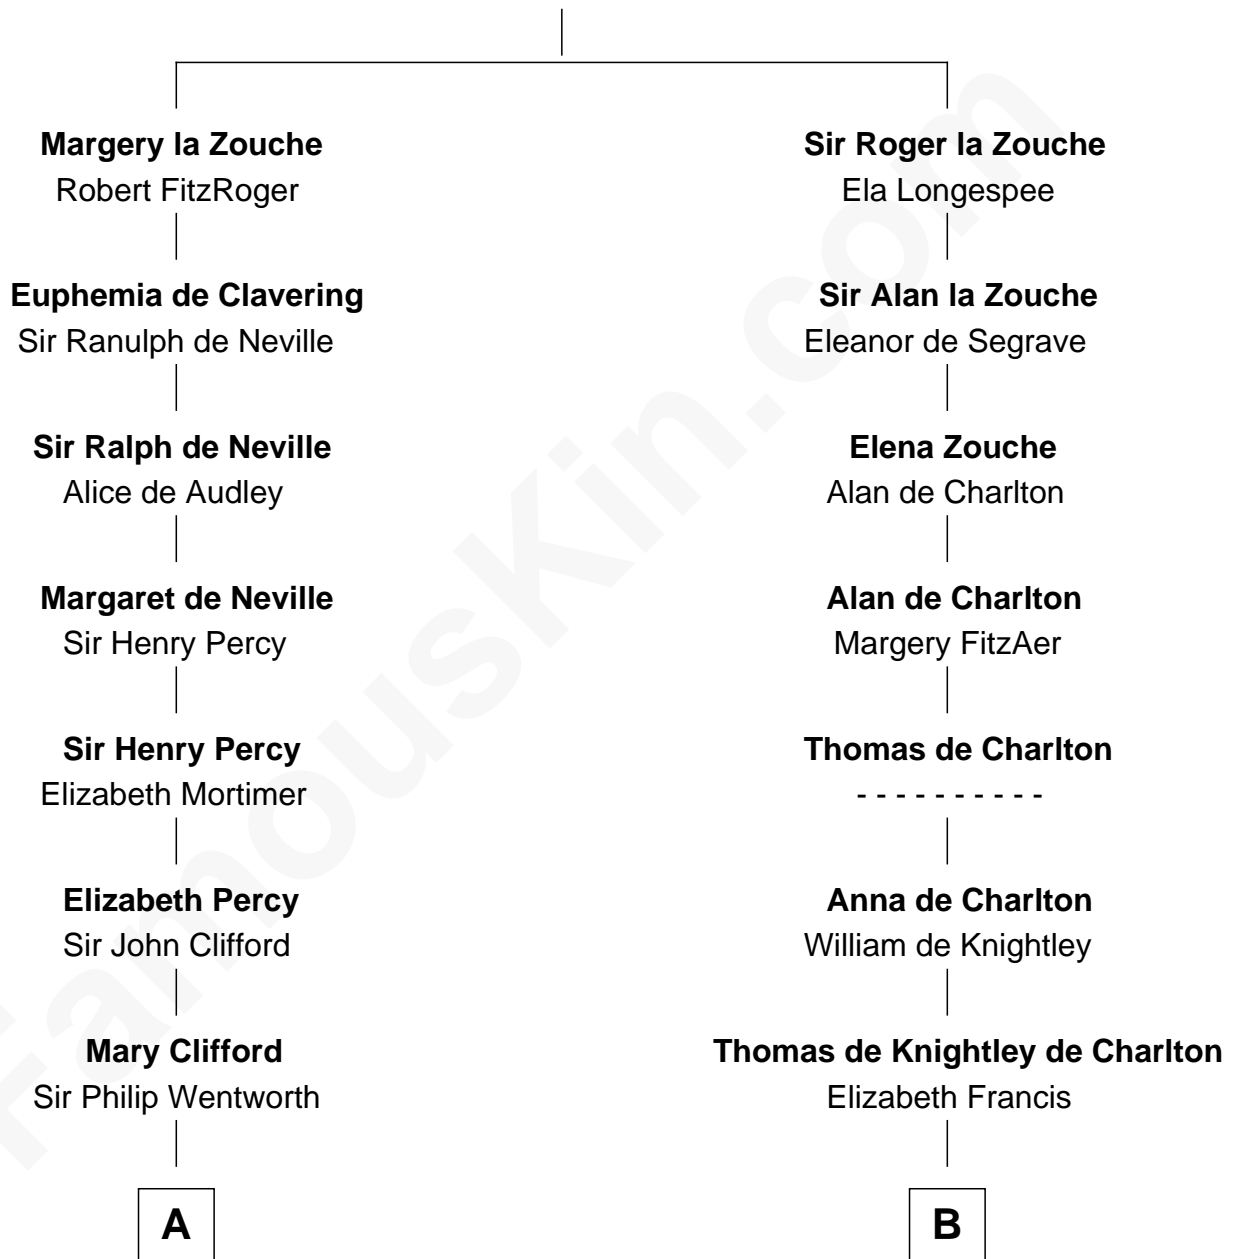 Margery la Zouche
Robert FitzRoger
Euphemia de Clavering
Sir Ranulph de Neville
Sir Ralph de Neville
Alice de Audley
Margaret de Neville
Sir Henry Percy
Sir Henry Percy
Elizabeth Mortimer
Elizabeth Percy
Sir John Clifford
Mary Clifford
Sir Philip Wentworth
A
Sir Roger la Zouche
Ela Longespee
Sir Alan la Zouche
Eleanor de Segrave
Elena Zouche
Alan de Charlton
Alan de Charlton
Margery FitzAer
Thomas de Charlton
- - - - - - - - - -
Anna de Charlton
William de Knightley
Thomas de Knightley de Charlton
Elizabeth Francis
B
FamousKin.com